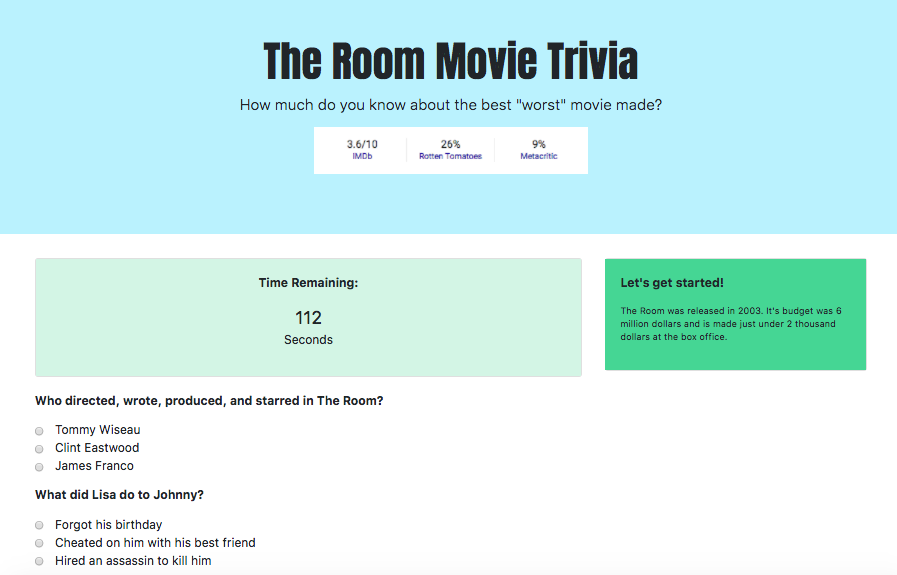 The Room Movie Trivia
How much do you know about the best "worst" movie made?
3.6/10
IMDb
26%
Rotten Tomatoes
9%
Metacritic
Time Remaining:
112
Seconds
Let's get started!
The Room was released in 2003. It's budget was 6
million dollars and is made just under 2 thousand
dollars at the box office.
Who directed, wrote, produced, and starred in The Room?
Tommy Wiseau
Clint Eastwood
James Franco
What did Lisa do to Johnny?
Forgot his birthday
Cheated on him with his best friend
Hired an assassin to kill him